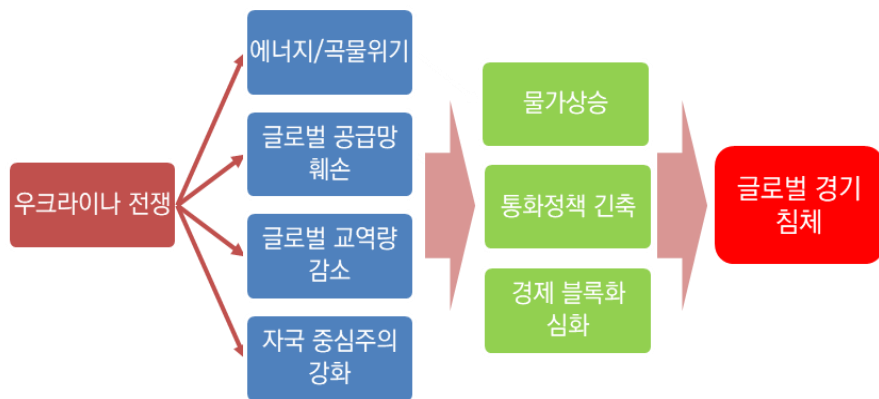 우크라이나 전쟁
에너지/곡물위기
글로벌 공급망
훼손
글로벌 교역량
감소
자국 중심주의
강화
물가상승
통화정책 긴축
경제 블록화
심화
글로벌 경기
침체